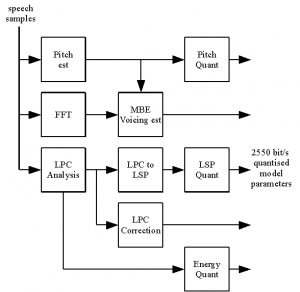 speech
samples
Pitch
est
Pitch
Quant
FFT
MBE
Voicing est
LPC
Analysis
LPC to
LSP
LSP
Quant
2550 bit/s
quantised
model
parameters
LPC
Correction
Energy
Quant